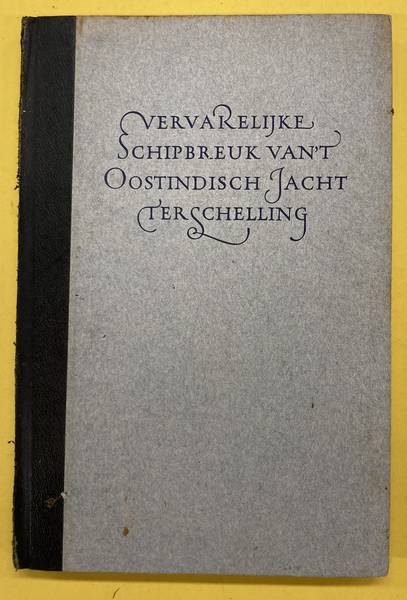 VERVARELIJKE
SCHIPBREUK VAN'T
OOSTINDISCH JACHT
TERSCHELLING